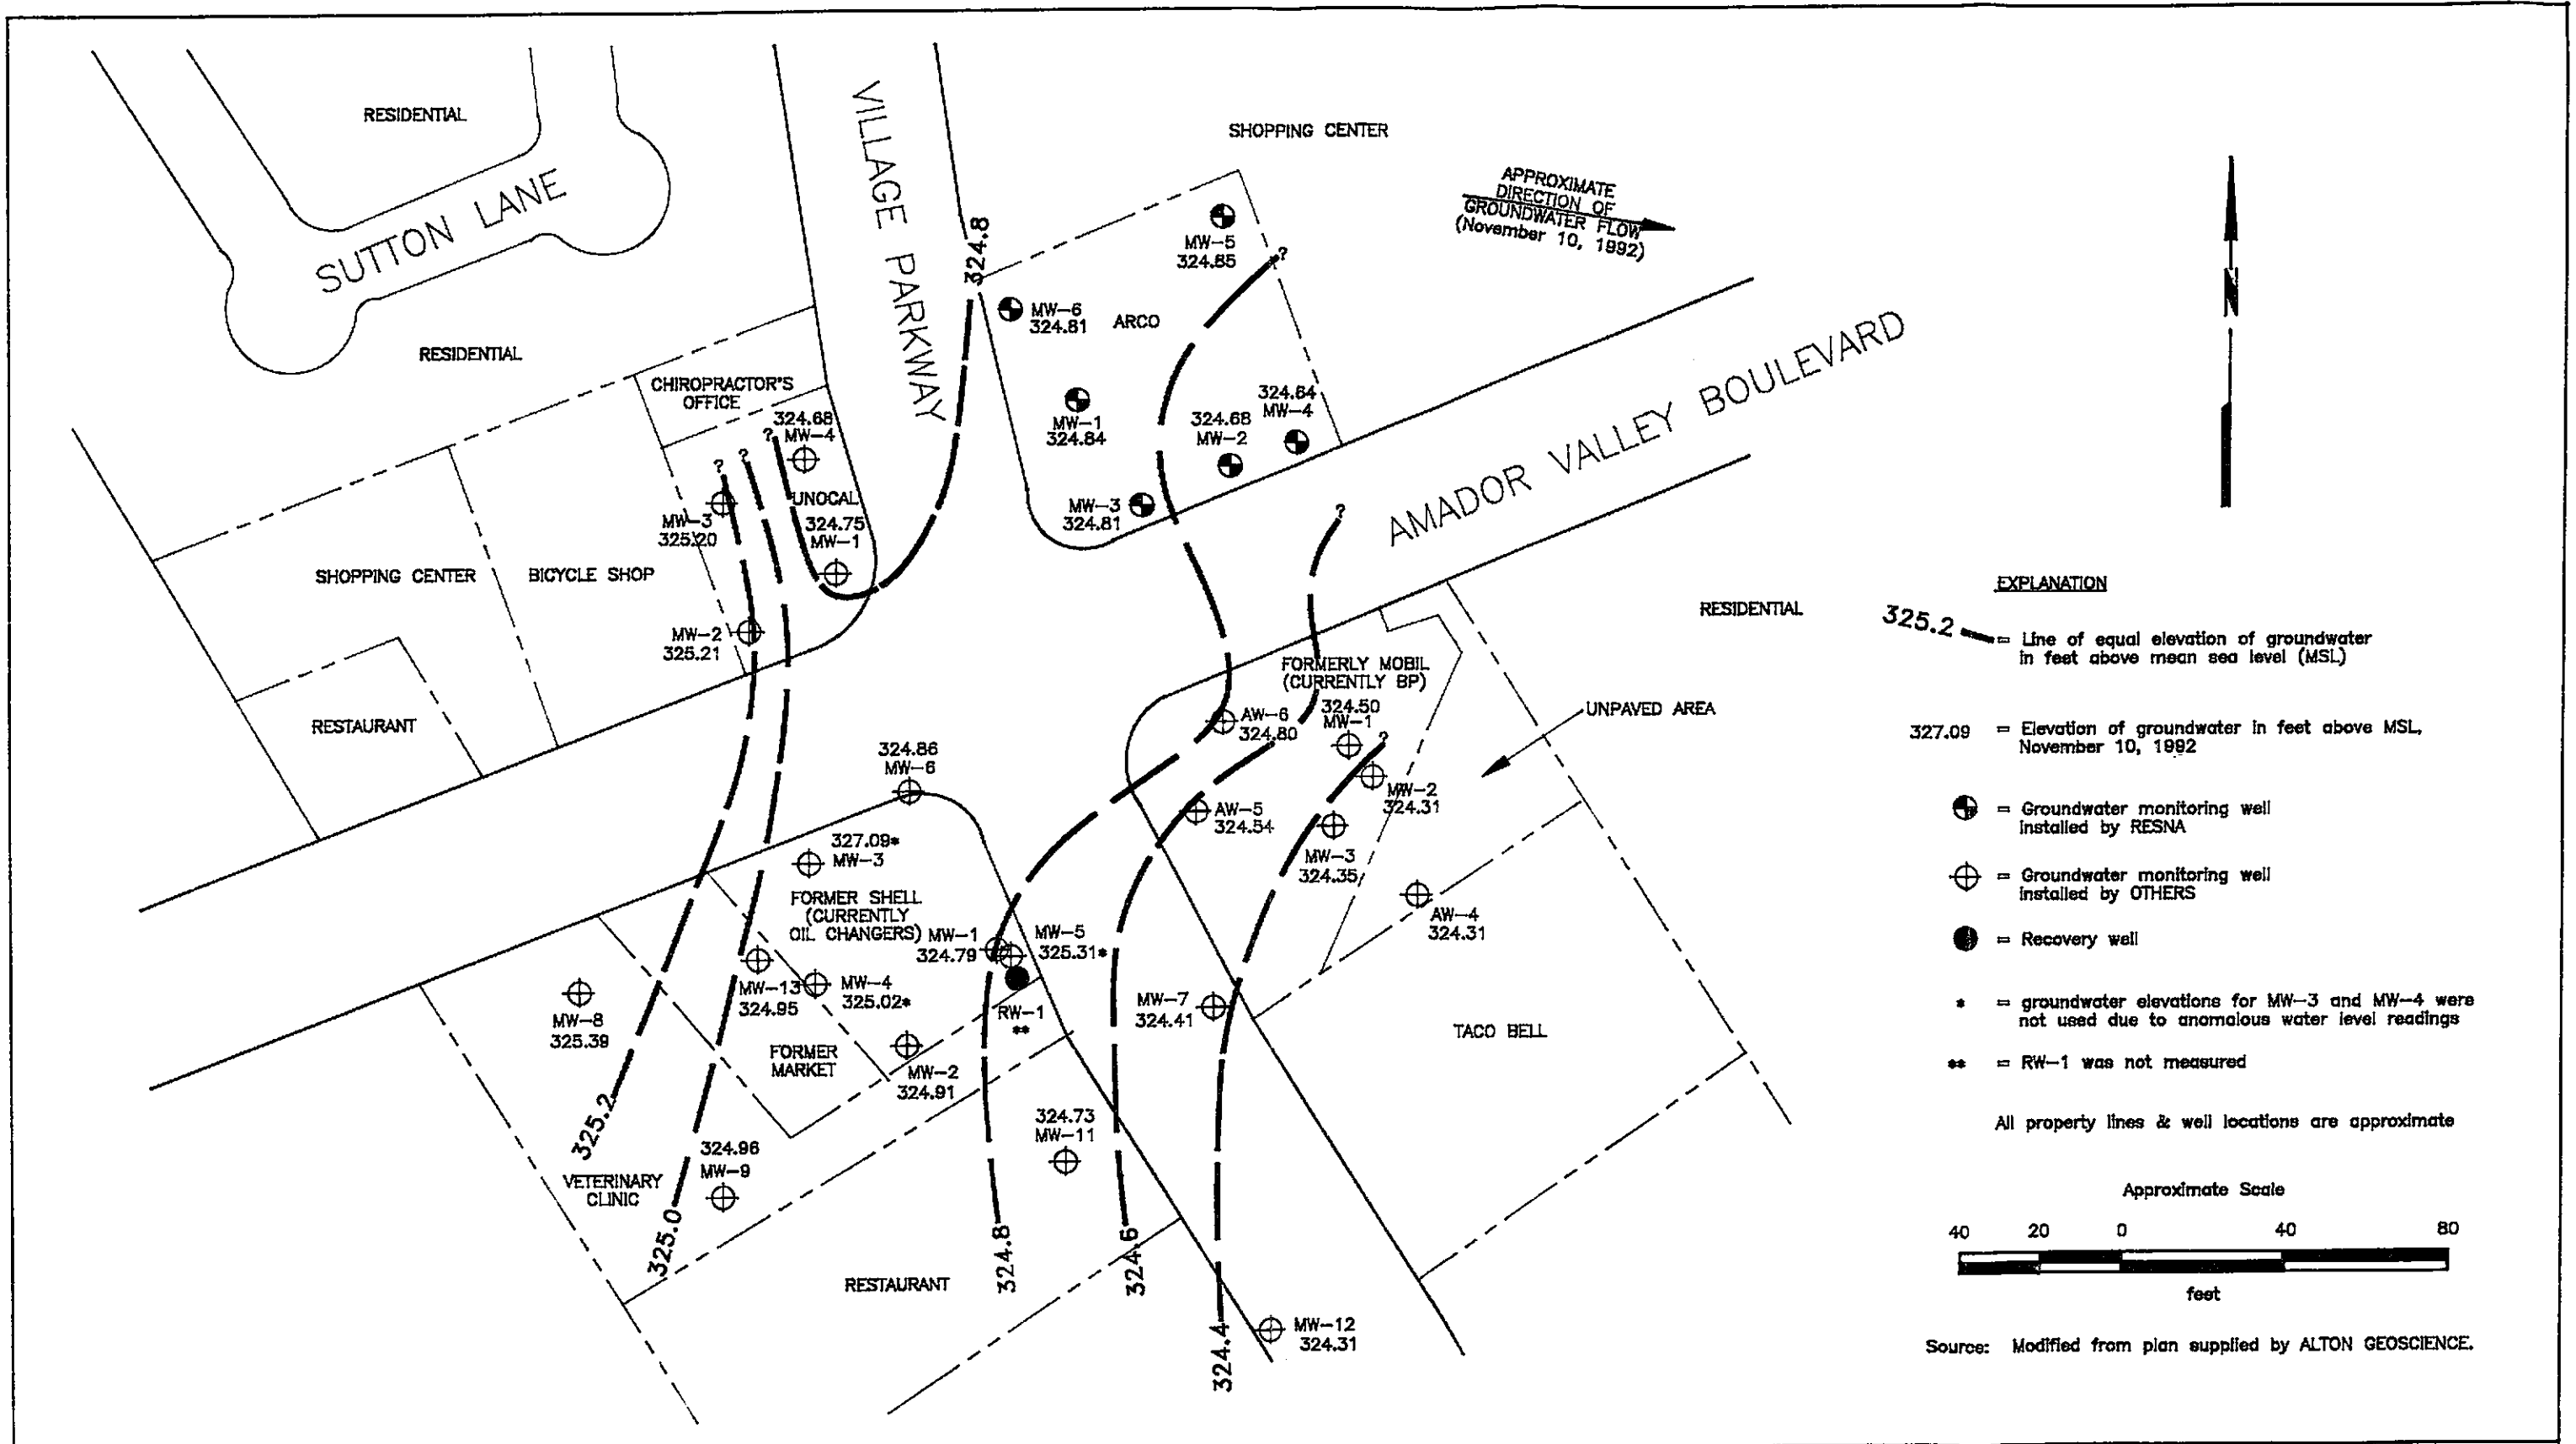 RESIDENTIAL
SUTTON LANE
RESIDENTIAL
VILLAGE PARKWAY
SHOPPING CENTER
APPROXIMATE
DIRECTION OF
GROUNDWATER FLOW
(November 10, 1992)
N
324.8
MW-5
324.85
?
MW-6
324.81
ARCO
MW-1
324.84
324.64
MW-4
324.68
MW-2
MW-3
324.81
AMADOR VALLEY BOULEVARD
CHIROPRACTOR'S
OFFICE
324.68
MW-4
?
?
?
UNOCAL
324.75
MW-1
MW-3
325.20
MW-2
325.21
SHOPPING CENTER
BICYCLE SHOP
RESTAURANT
?
RESIDENTIAL
FORMERLY MOBIL
(CURRENTLY BP)
324.50
MW-1
AW-6
324.80
?
UNPAVED AREA
MW-2
324.31
AW-5
324.54
MW-3
324.35
AW-4
324.31
324.86
MW-6
327.09*
MW-3
FORMER SHELL
(CURRENTLY
OIL CHANGERS)
MW-1
324.79
MW-5
325.31*
MW-13
324.95
MW-4
325.02*
RW-1
**
MW-7
324.41
TACO BELL
MW-8
325.39
FORMER
MARKET
MW-2
324.91
325.2
324.96
MW-9
324.73
MW-11
VETERINARY
CLINIC
325.0
324.8
324.6
RESTAURANT
324.4
MW-12
324.31
EXPLANATION
325.2 = Line of equal elevation of groundwater
in feet above mean sea level (MSL)
327.09 = Elevation of groundwater in feet above MSL,
November 10, 1992
= Groundwater monitoring well
installed by RESNA
= Groundwater monitoring well
installed by OTHERS
= Recovery well
* = groundwater elevations for MW-3 and MW-4 were
not used due to anomalous water level readings
** = RW-1 was not measured
All property lines & well locations are approximate
Approximate Scale
40 20 0 40 80
feet
Source: Modified from plan supplied by ALTON GEOSCIENCE.